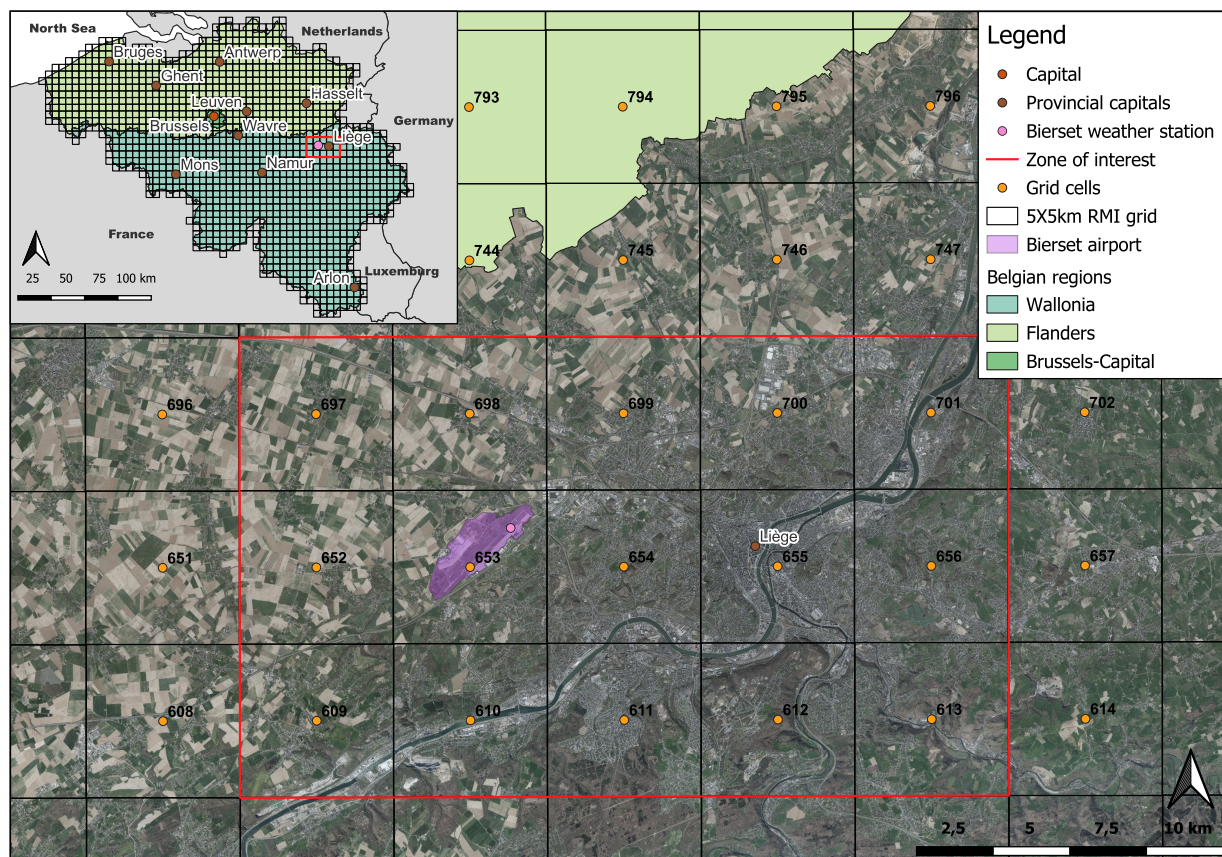 North Sea
Netherlands
Bruges
Antwerp
Ghent
Leuven
Hasselt
Brussels
Wavre
Germany
Liège
Mons
Namur
France
Arlon
Luxemburg
25 50 75 100 km
793 794 795 796
744 745 746 747
696 697 698 699 700 701 702
Liège
651 652 653 654 655 656 657
608 609 610 611 612 613 614
2,5 5 7,5 10 km
Legend
Capital
Provincial capitals
Bierset weather station
Zone of interest
Grid cells
5X5km RMI grid
Bierset airport
Belgian regions
Wallonia
Flanders
Brussels-Capital